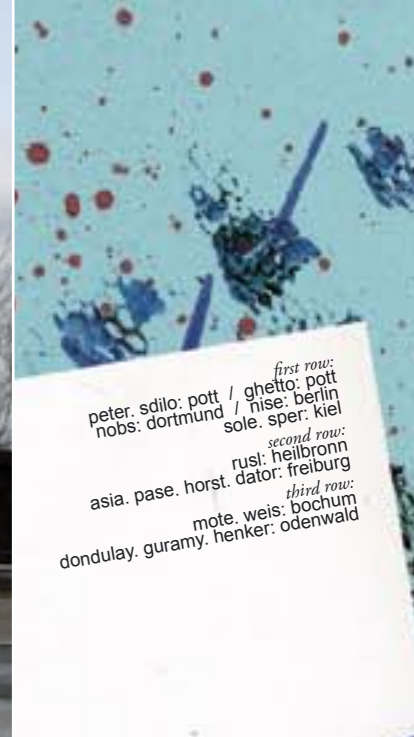 first row:
peter. sdilo: pott / ghetto: pott
nobs: dortmund / nise: berlin
sole. sper: kiel
second row:
rusl: heilbronn
asia. pase. horst. dator: freiburg
third row:
mote. weis: bochum
dondulay. guramy. henker: odenwald